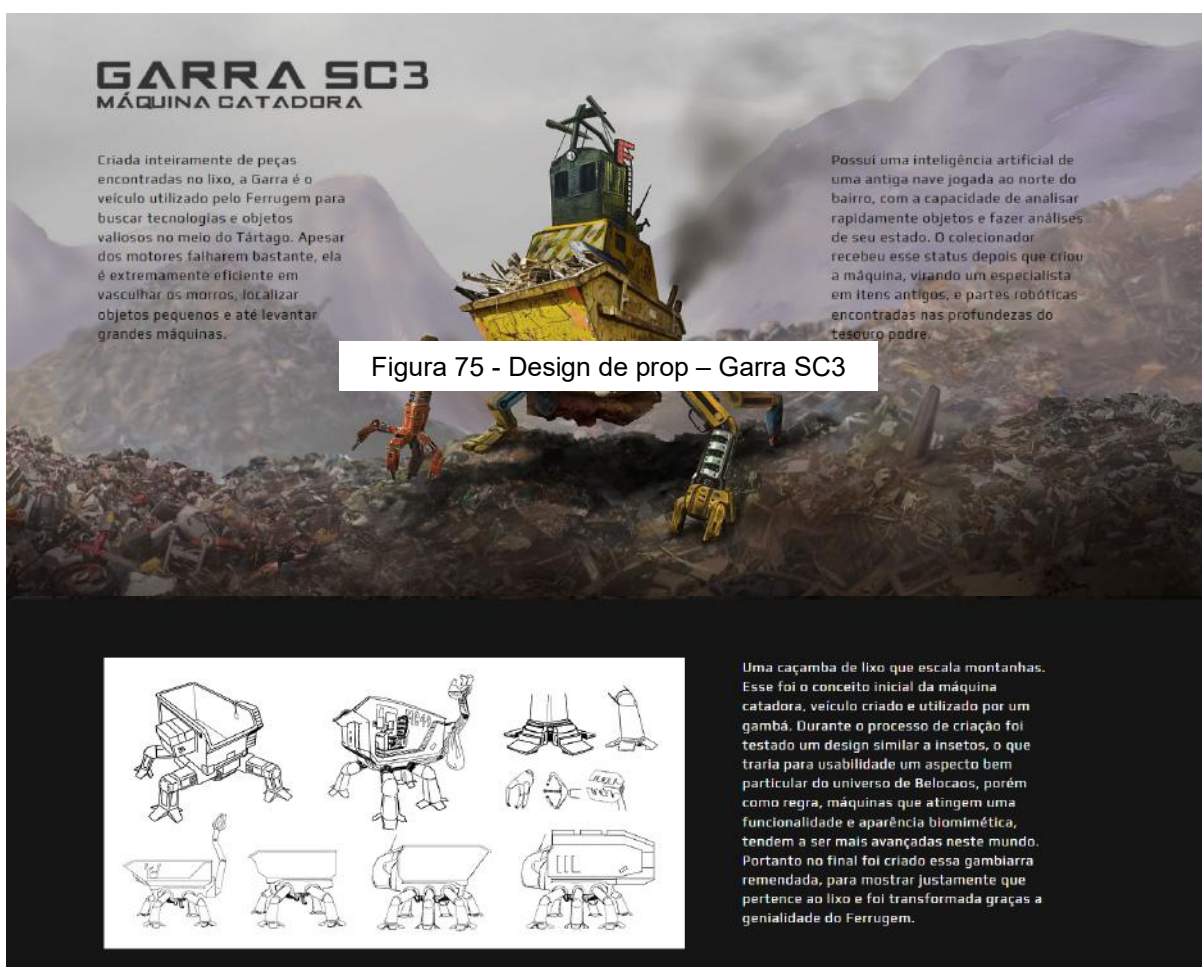 GARRA SC3
MÁQUINA CATADORA
Criada inteiramente de peças
encontradas no lixo, a Garra é o
veículo utilizado pelo Ferrugem para
buscar tecnologias e objetos
valiosos no meio do Tártago. Apesar
dos motores falharem bastante, ela
é extremamente eficiente em
vasculhar os morros, localizar
objetos pequenos e até levantar
grandes máquinas.
F
Possui uma inteligência artificial de
uma antiga nave jogada ao norte do
bairro, com a capacidade de analisar
rapidamente objetos e fazer análises
de seu estado. O colecionador
recebeu esse status depois que criou
a máquina, virando um especialista
em itens antigos, e partes robóticas
encontradas nas profundezas do
tesouro podre.
Figura 75 - Design de prop – Garra SC3
Uma caçamba de lixo que escala montanhas.
Esse foi o conceito inicial da máquina
catadora, veículo criado e utilizado por um
gambá. Durante o processo de criação foi
testado um design similar a insetos, o que
traria para usabilidade um aspecto bem
particular do universo de Belocaos, porém
como regra, máquinas que atingem uma
funcionalidade e aparência biomimética,
tendem a ser mais avançadas neste mundo.
Portanto no final foi criado essa gambiarra
remendada, para mostrar justamente que
pertence ao lixo e foi transformada graças a
genialidade do Ferrugem.